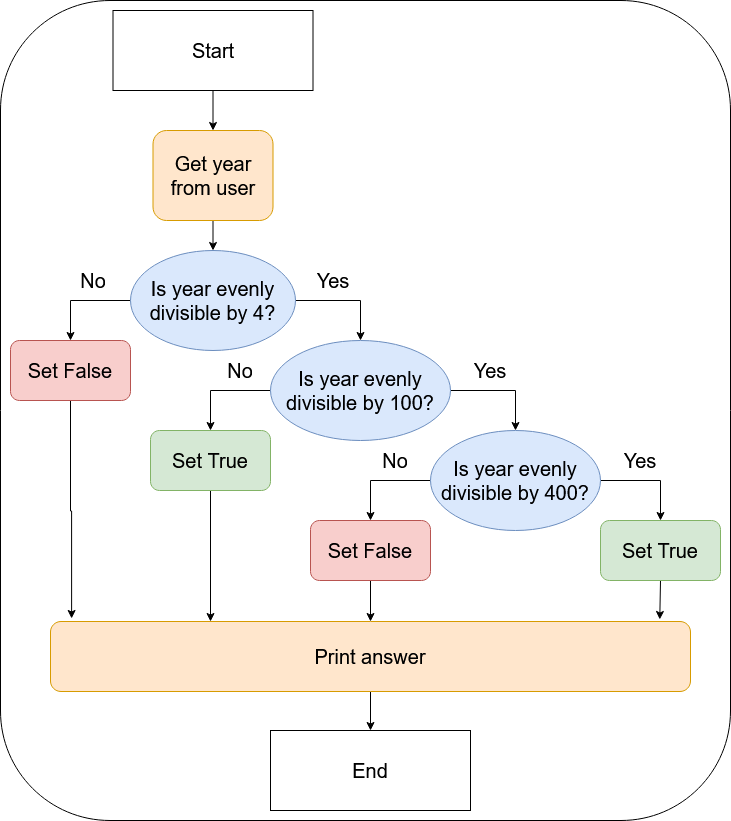 Start
Get year
from user
No
Yes
Is year evenly
divisible by 4?
Set False
No
Yes
Is year evenly
divisible by 100?
Set True
No
Yes
Is year evenly
divisible by 400?
Set False
Set True
Print answer
End